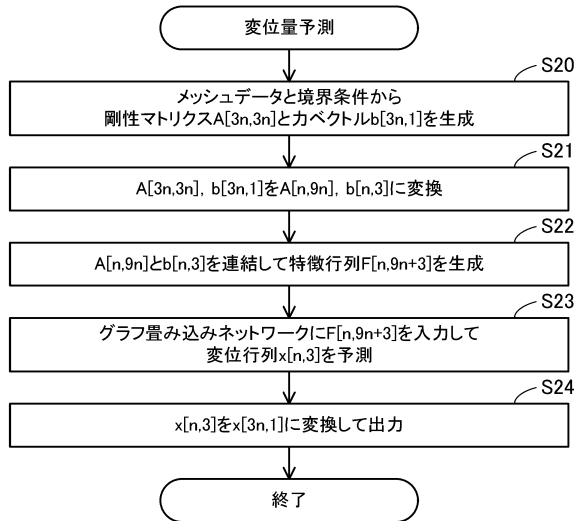 変位量予測
S20
メッシュデータと境界条件から
剛性マトリクスA[3n,3n]と力ベクトルb[3n,1]を生成
S21
A[3n,3n], b[3n,1]をA[n,9n], b[n,3]に変換
S22
A[n,9n]とb[n,3]を連結して特徴行列F[n,9n+3]を生成
S23
グラフ畳み込みネットワークにF[n,9n+3]を入力して
変位行列x[n,3]を予測
S24
x[n,3]をx[3n,1]に変換して出力
終了